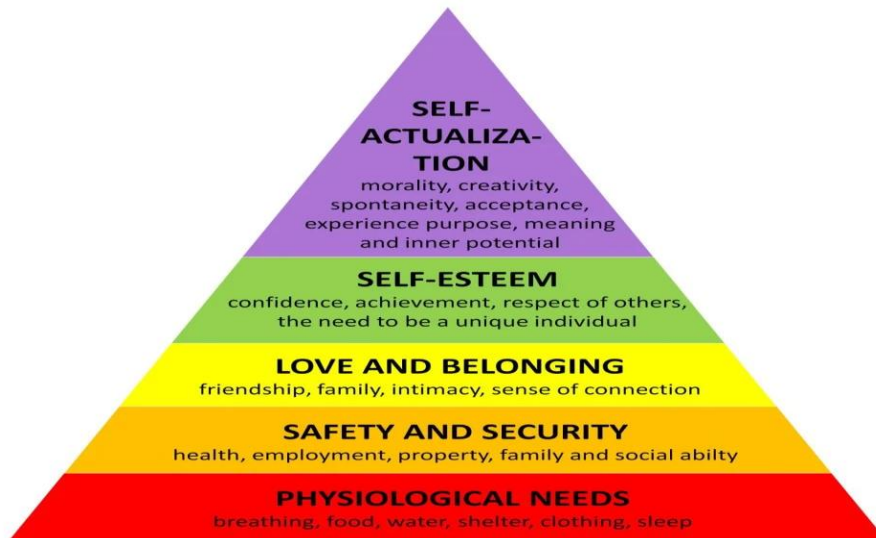 SELF-
ACTUALIZA-
TION
morality, creativity,
spontaneity, acceptance,
experience purpose, meaning
and inner potential
SELF-ESTEEM
confidence, achievement, respect of others,
the need to be a unique individual
LOVE AND BELONGING
friendship, family, intimacy, sense of connection
SAFETY AND SECURITY
health, employment, property, family and social abilty
PHYSIOLOGICAL NEEDS
breathing, food, water, shelter, clothing, sleep